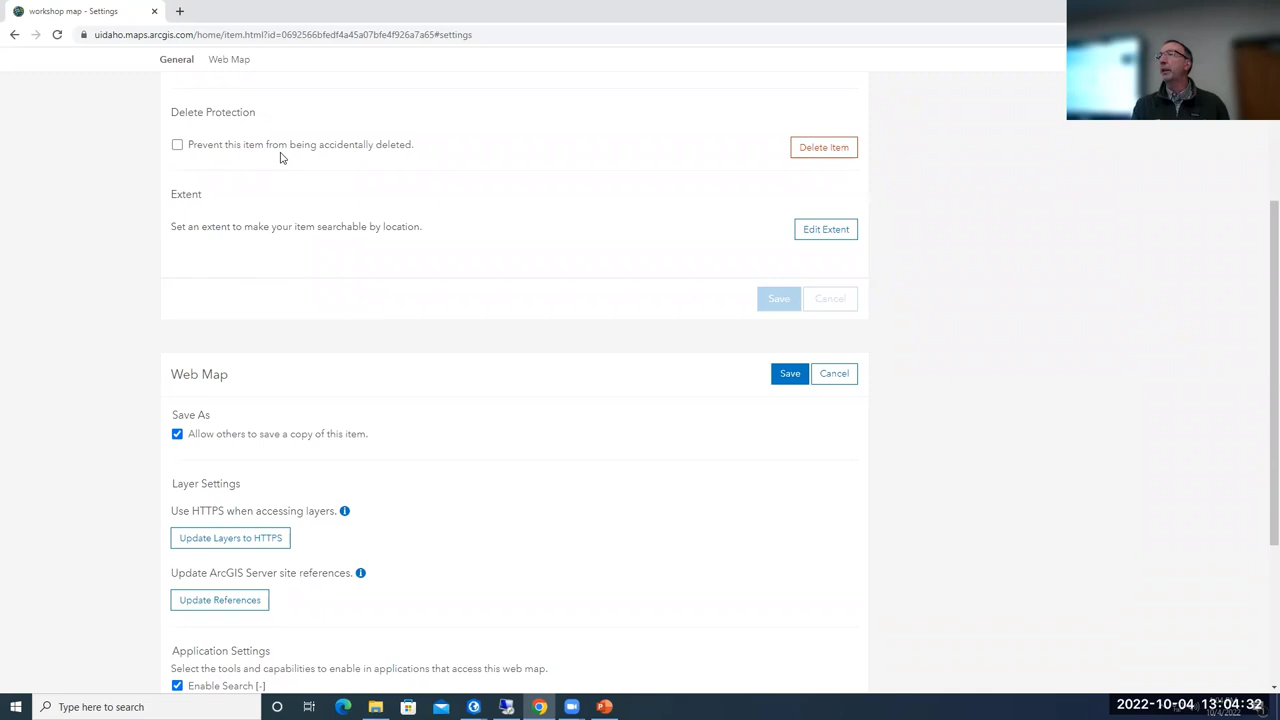 workshop map - Settings
uidaho.maps.arcgis.com/home/item.html?id=0692566bfedf4a45a07bfe4f926a7a65#settings
General Web Map
Delete Protection
Prevent this item from being accidentally deleted.
Delete Item
Extent
Set an extent to make your item searchable by location.
Edit Extent
Save Cancel
Web Map
Save Cancel
Save As
Allow others to save a copy of this item.
Layer Settings
Use HTTPS when accessing layers.
Update Layers to HTTPS
Update ArcGIS Server site references.
Update References
Application Settings
Select the tools and capabilities to enable in applications that access this web map.
Enable Search [-]
Type here to search
2022-10-04 13:04:32